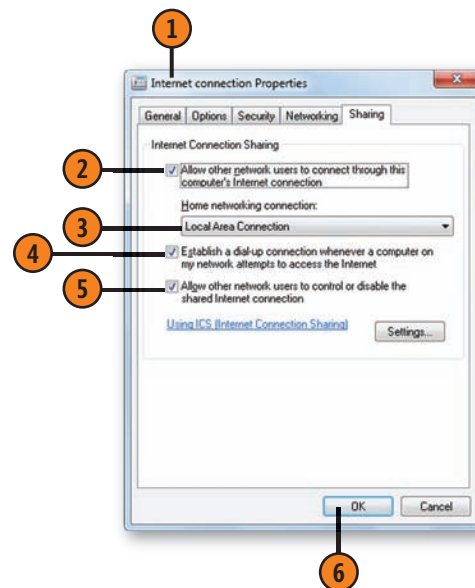 1
Internet connection Properties
General Options Security Networking Sharing
Internet Connection Sharing
2
Allow other network users to connect through this
computer's Internet connection
Home networking connection:
3
Local Area Connection
4
Establish a dial-up connection whenever a computer on
my network attempts to access the Internet
5
Allow other network users to control or disable the
shared Internet connection
Using ICS (Internet Connection Sharing)
Settings...
OK Cancel
6